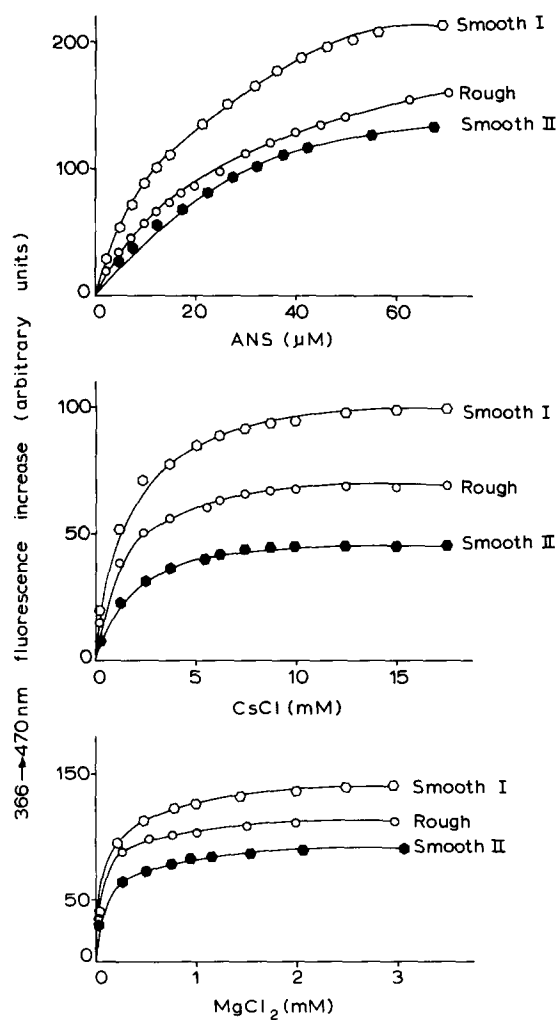 200
100
0
Smooth I
Rough
Smooth II
0 20 40 60
ANS (μM)
366→470nm fluorescence increase (arbitrary units)
100
50
0
Smooth I
Rough
Smooth II
0 5 10 15
CsCl (mM)
150
50
0
Smooth I
Rough
Smooth II
0 1 2 3
MgCl₂ (mM)